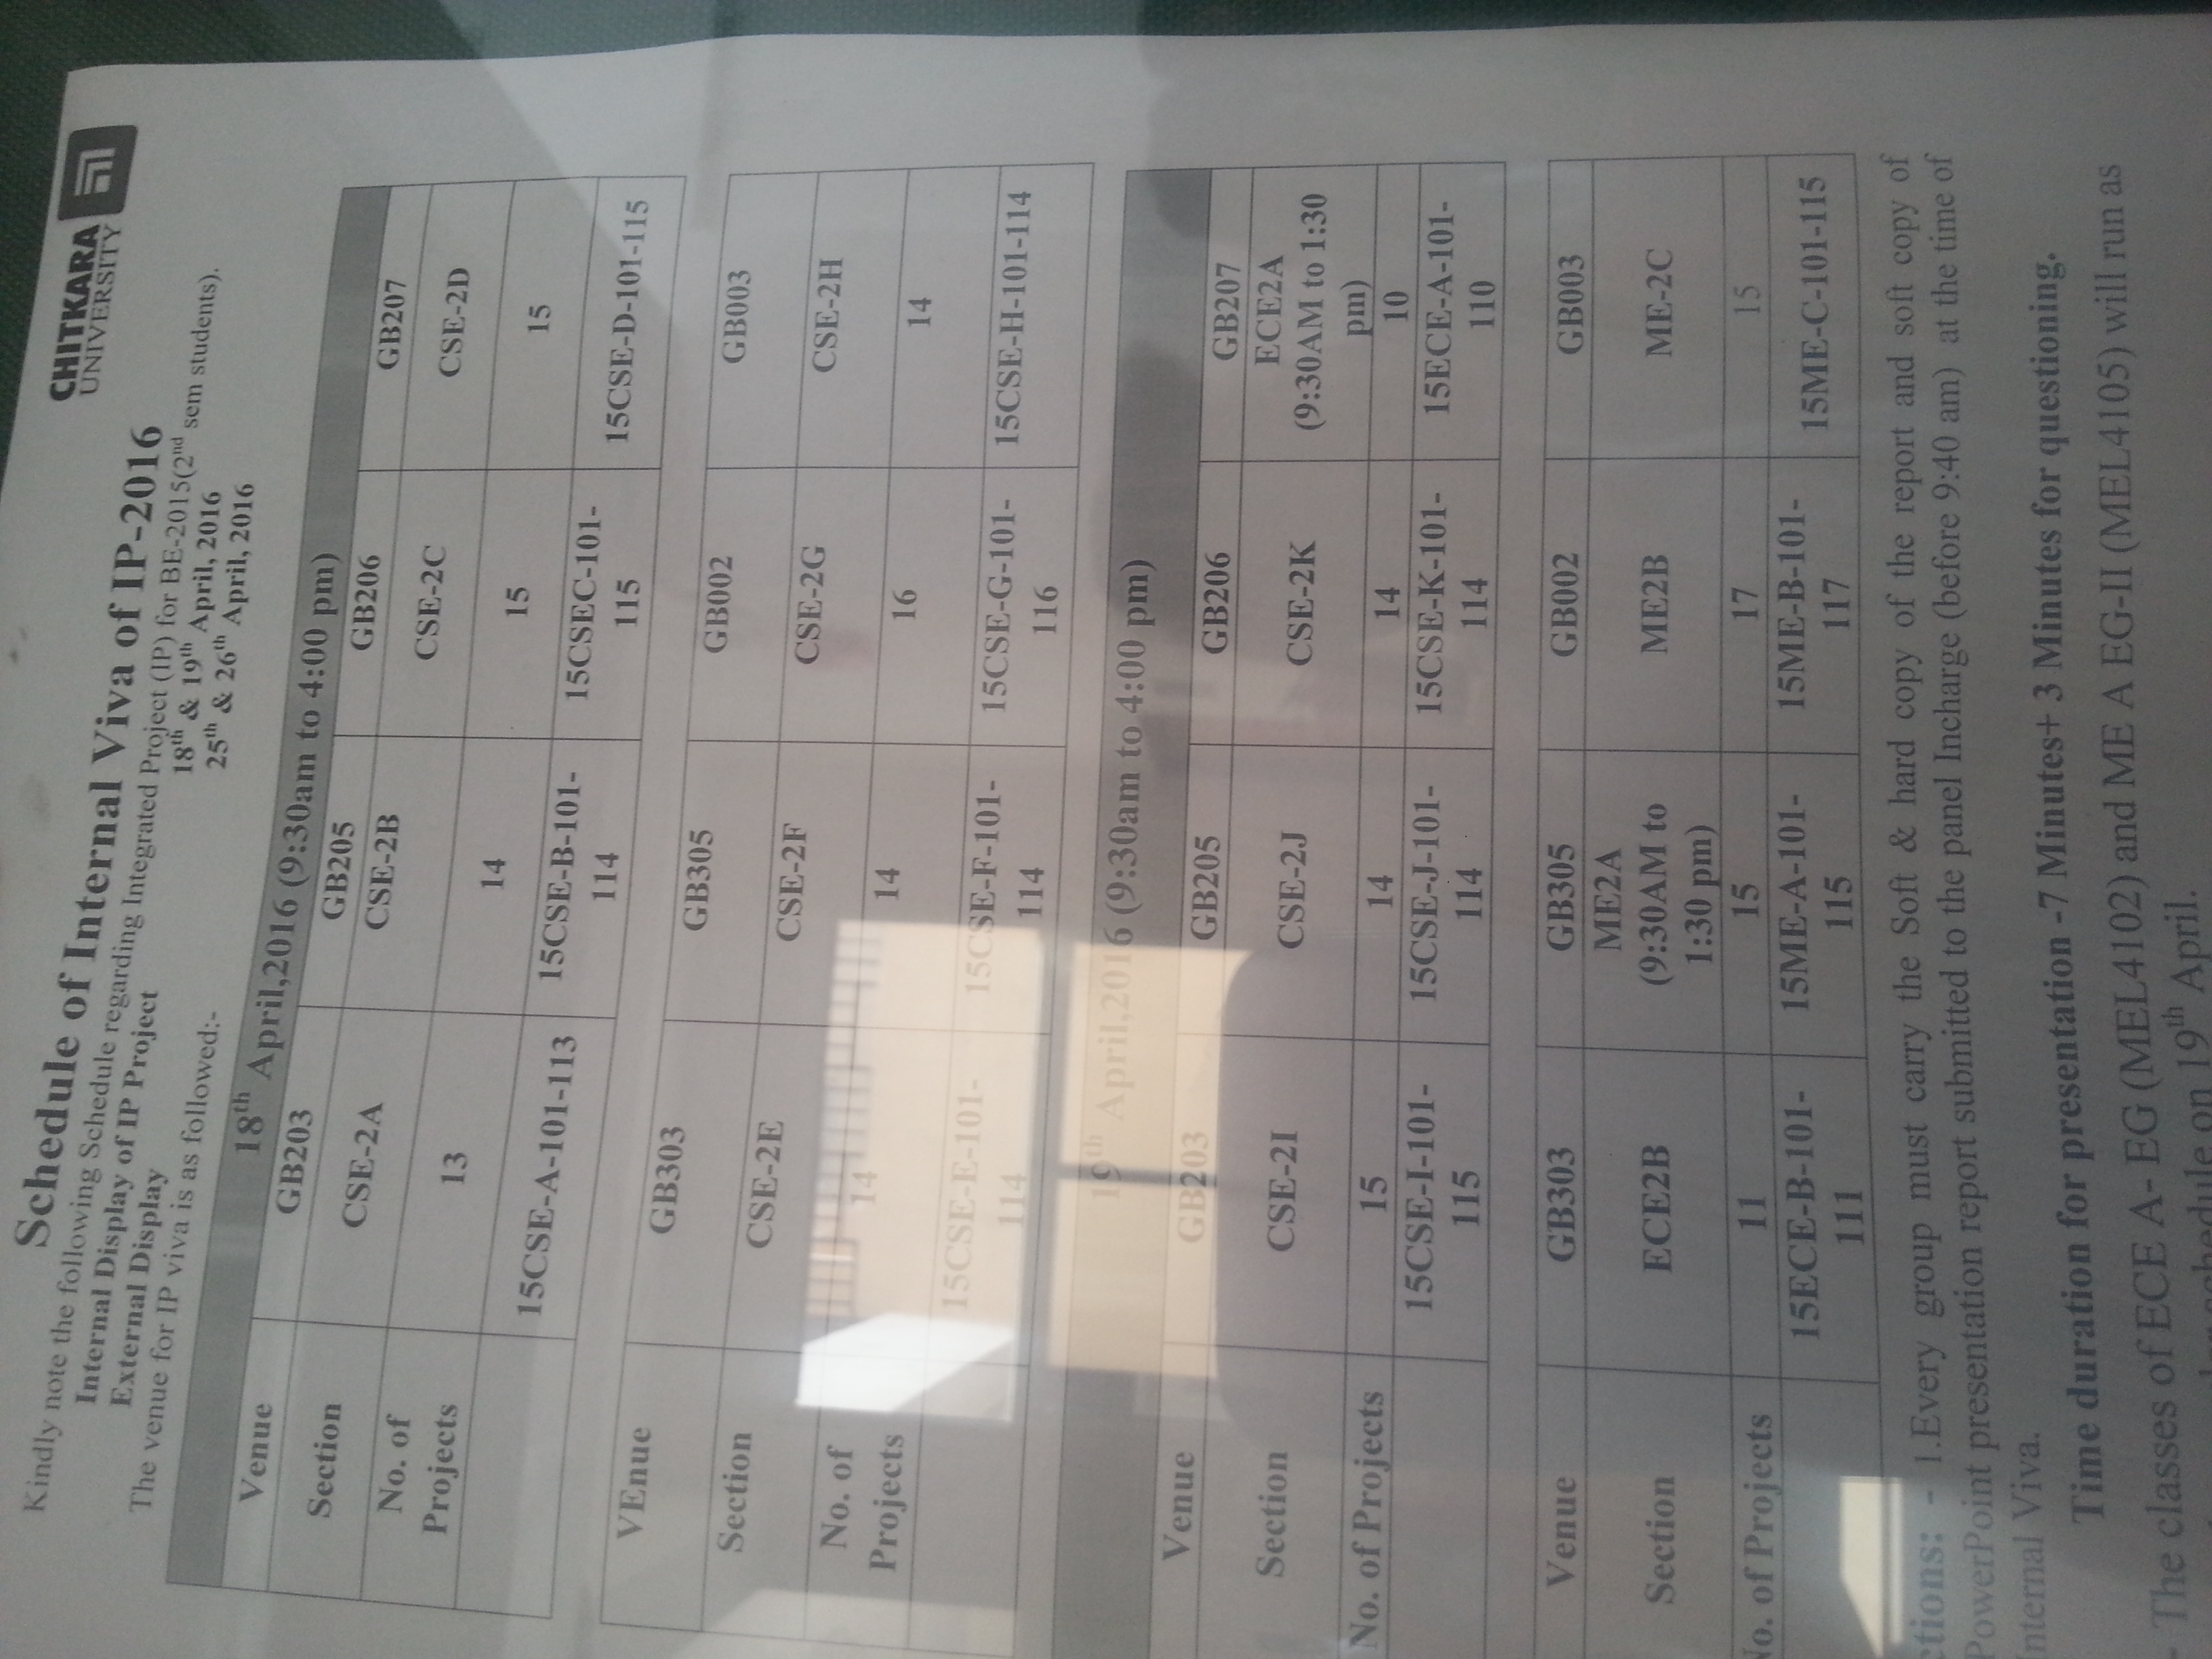 CHITKARA
UNIVERSITY
Schedule of Internal Viva of IP-2016
Kindly note the following Schedule regarding Integrated Project (IP) for BE-2015(2nd sem students).
Internal Display of IP Project 18th & 19th April, 2016
External Display 25th & 26th April, 2016
The venue for IP viva is as followed:-
18th April,2016 (9:30am to 4:00 pm)
Venue GB203 GB205 GB206 GB207
Section CSE-2A CSE-2B CSE-2C CSE-2D
No. of
Projects 13 14 15 15
15CSE-A-101-113 15CSE-B-101- 15CSEC-101- 15CSE-D-101-115
114 115
VEnue GB303 GB305 GB002 GB003
Section CSE-2E CSE-2F CSE-2G CSE-2H
No. of
Projects 14 14 16 14
15CSE-E-101- 15CSE-F-101- 15CSE-G-101- 15CSE-H-101-114
114 114 116
19th April,2016 (9:30am to 4:00 pm)
Venue GB203 GB205 GB206 GB207
Section CSE-2I CSE-2J CSE-2K ECE2A
(9:30AM to 1:30
pm)
No. of Projects 15 14 14 10
15CSE-I-101- 15CSE-J-101- 15CSE-K-101- 15ECE-A-101-
115 114 114 110
Venue GB303 GB305 GB002 GB003
Section ECE2B ME2A ME2B ME-2C
(9:30AM to
1:30 pm)
No. of Projects 11 15 17 15
15ECE-B-101- 15ME-A-101- 15ME-B-101- 15ME-C-101-115
111 115 117
ctions: - 1.Every group must carry the Soft & hard copy of the report and soft copy of
PowerPoint presentation report submitted to the panel Incharge (before 9:40 am) at the time of
Internal Viva.
Time duration for presentation -7 Minutes+ 3 Minutes for questioning.
- The classes of ECE A- EG (MEL4102) and ME A EG-II (MEL4105) will run as
schedule on 19th April.